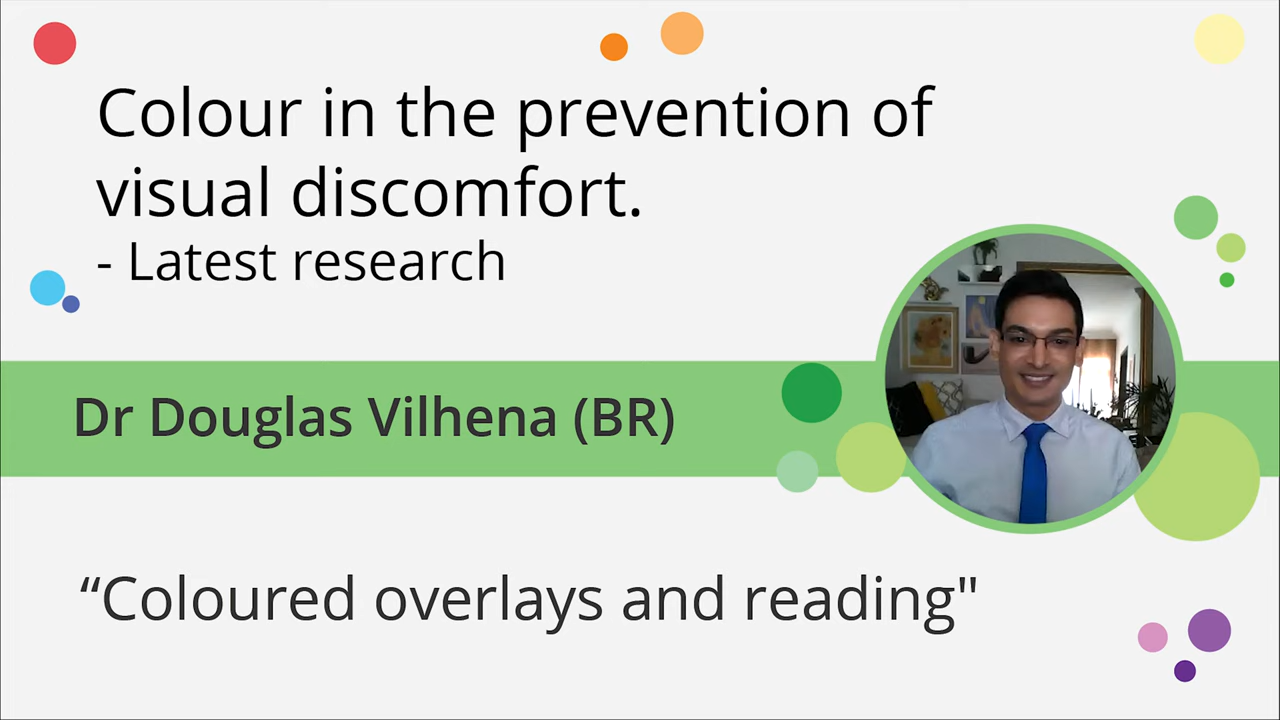 Colour in the prevention of
visual discomfort.
- Latest research
Dr Douglas Vilhena (BR)
“Coloured overlays and reading"